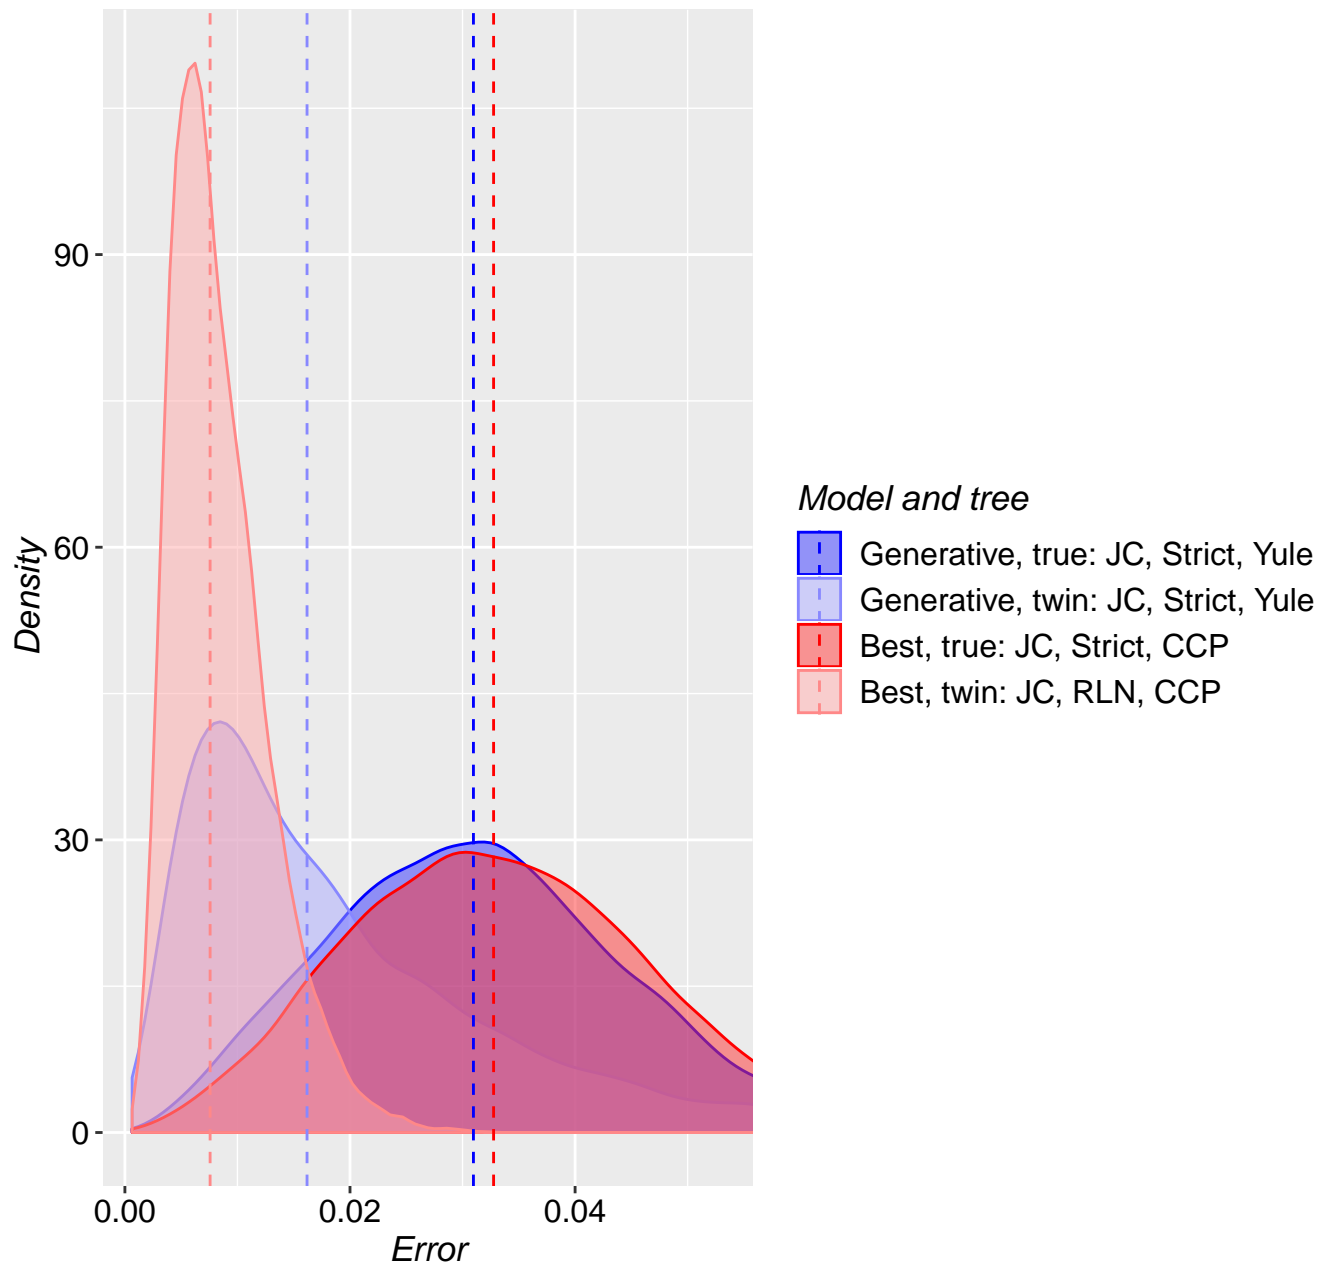 90
60
30
0
Density
0.00 0.02 0.04
Error
Model and tree
Generative, true: JC, Strict, Yule
Generative, twin: JC, Strict, Yule
Best, true: JC, Strict, CCP
Best, twin: JC, RLN, CCP